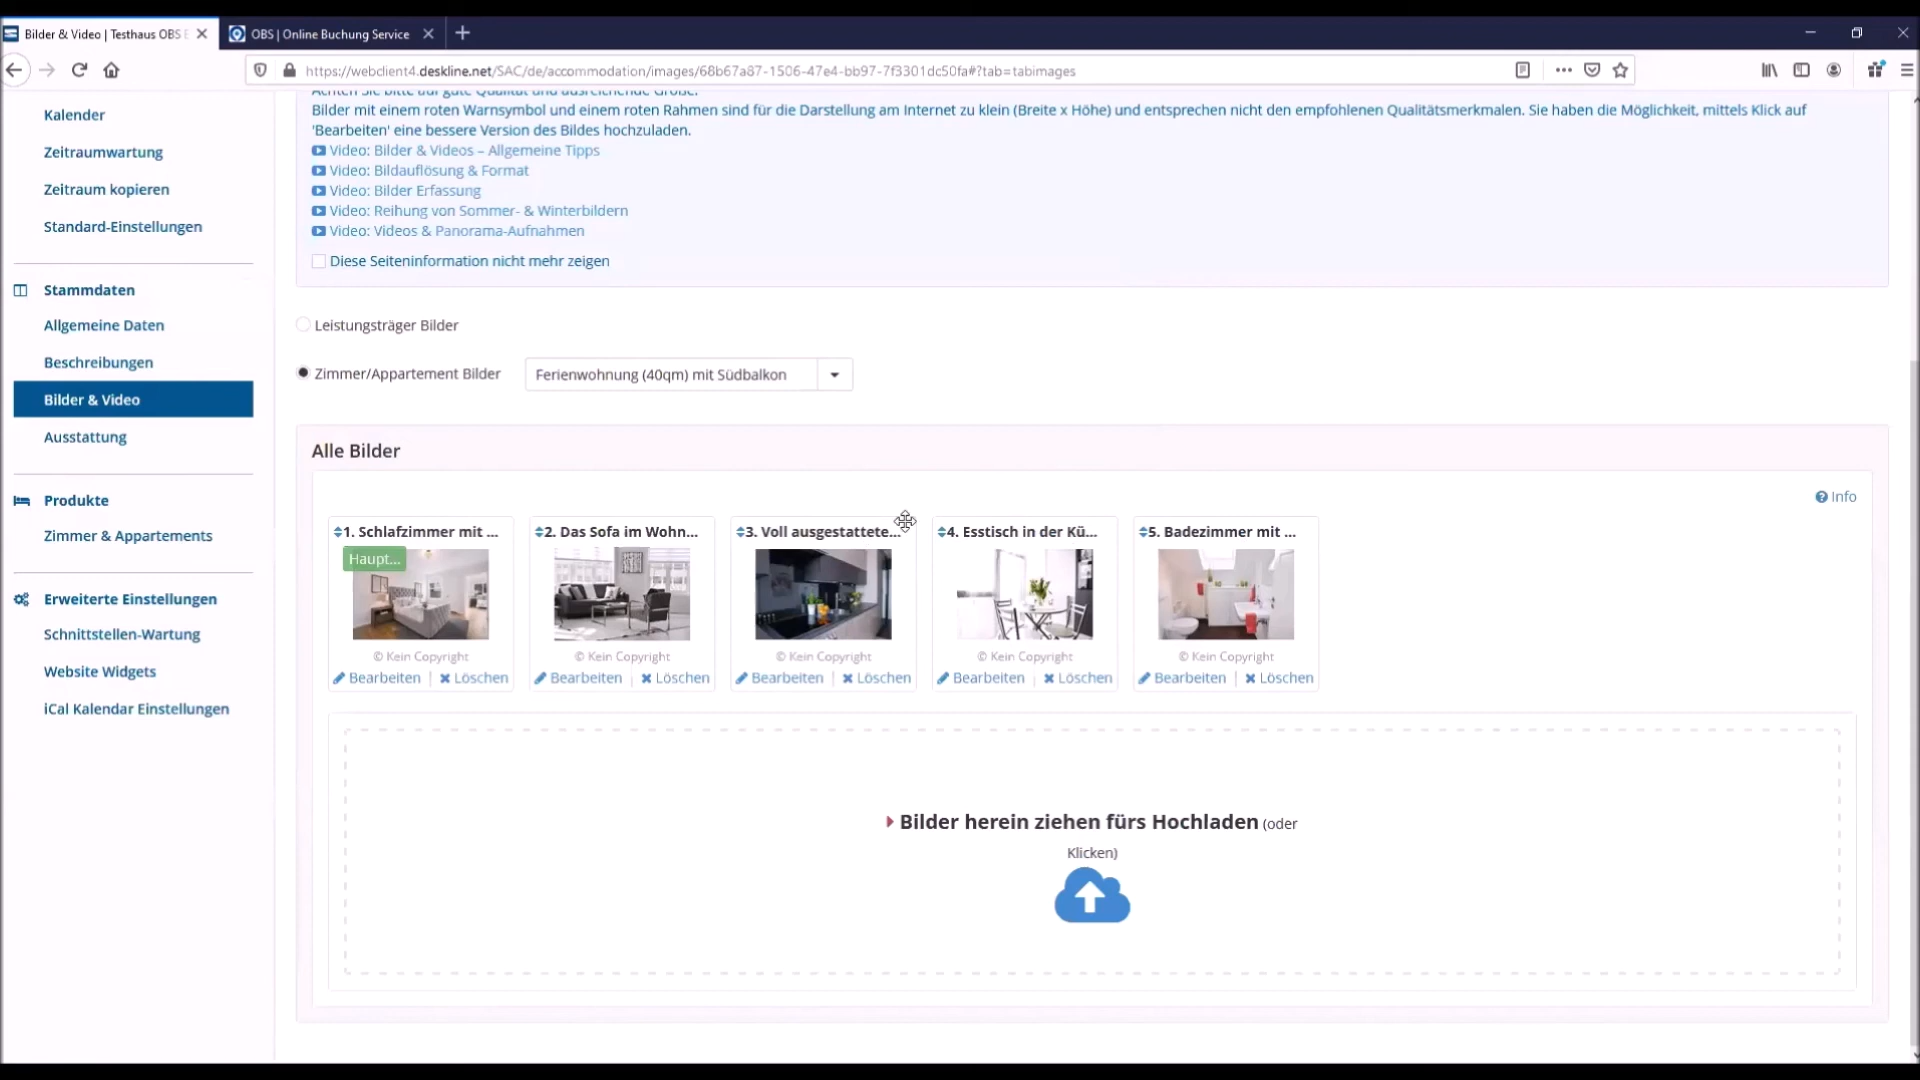 Bilder & Video | Testhaus OBS E
OBS | Online Buchung Service
https://webclient4.deskline.net/SAC/de/accommodation/images/68b67a87-1506-47e4-bb97-7f3301dc50fa#?tab=tabimages
Kalender
Zeitraumwartung
Zeitraum kopieren
Standard-Einstellungen
Stammdaten
Allgemeine Daten
Beschreibungen
Bilder & Video
Ausstattung
Produkte
Zimmer & Appartements
Erweiterte Einstellungen
Schnittstellen-Wartung
Website Widgets
iCal Kalendar Einstellungen
Achten Sie bitte auf gute Qualität und ausreichende Größe.
Bilder mit einem roten Warnsymbol und einem roten Rahmen sind für die Darstellung am Internet zu klein (Breite x Höhe) und entsprechen nicht den empfohlenen Qualitätsmerkmalen. Sie haben die Möglichkeit, mittels Klick auf
'Bearbeiten' eine bessere Version des Bildes hochzuladen.
Video: Bilder & Videos – Allgemeine Tipps
Video: Bildauflösung & Format
Video: Bilder Erfassung
Video: Reihung von Sommer- & Winterbildern
Video: Videos & Panorama-Aufnahmen
Diese Seiteninformation nicht mehr zeigen
Leistungsträger Bilder
Zimmer/Appartement Bilder Ferienwohnung (40qm) mit Südbalkon
Alle Bilder
Info
1. Schlafzimmer mit ...
Haupt...
© Kein Copyright
Bearbeiten | Löschen
2. Das Sofa im Wohn...
© Kein Copyright
Bearbeiten | Löschen
3. Voll ausgestattete...
© Kein Copyright
Bearbeiten | Löschen
4. Esstisch in der Kü...
© Kein Copyright
Bearbeiten | Löschen
5. Badezimmer mit ...
© Kein Copyright
Bearbeiten | Löschen
Bilder herein ziehen fürs Hochladen (oder
Klicken)